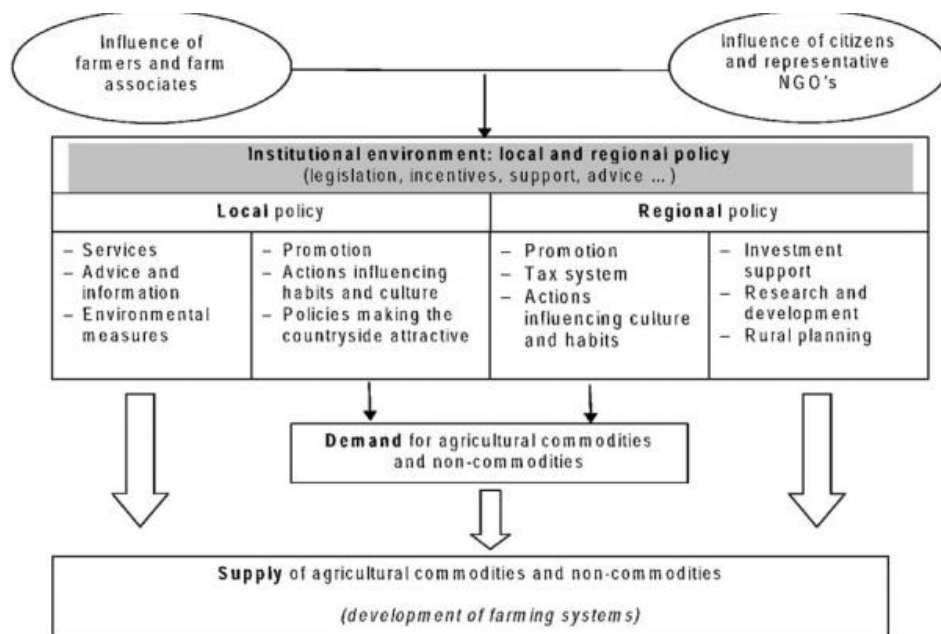 Influence of
farmers and farm
associates
Influence of citizens
and representative
NGO's
Institutional environment: local and regional policy
(legislation, incentives, support, advice ...)
Local policy
Regional policy
– Services
– Advice and
information
– Environmental
measures
– Promotion
– Actions influencing
habits and culture
– Policies making the
countryside attractive
– Promotion
– Tax system
– Actions
influencing culture
and habits
– Investment
support
– Research and
development
– Rural planning
Demand for agricultural commodities
and non-commodities
Supply of agricultural commodities and non-commodities
(development of farming systems)